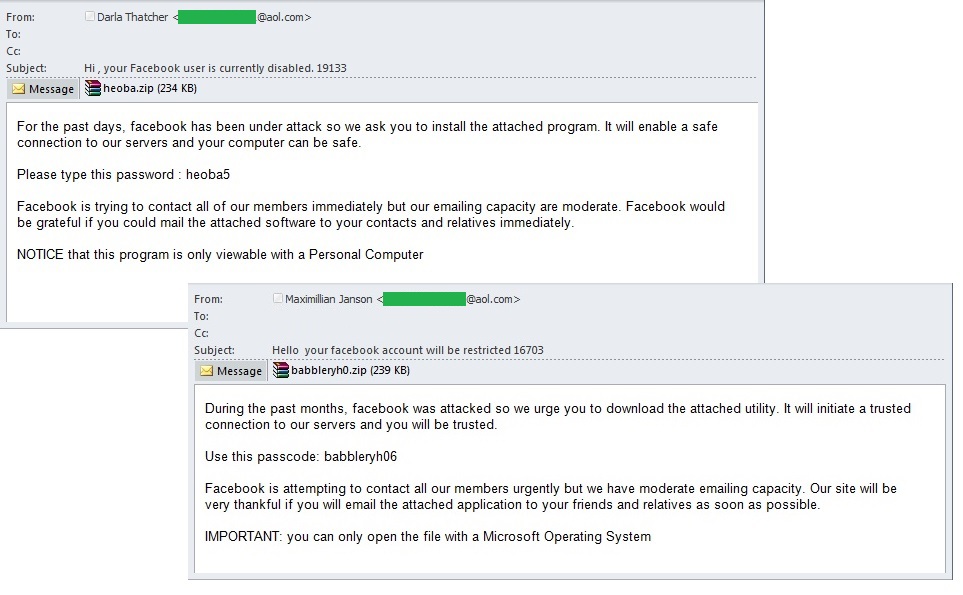 From: Darla Thatcher < @aol.com>
To:
Cc:
Subject: Hi , your Facebook user is currently disabled. 19133
Message heoba.zip (234 KB)
For the past days, facebook has been under attack so we ask you to install the attached program. It will enable a safe
connection to our servers and your computer can be safe.
Please type this password : heoba5
Facebook is trying to contact all of our members immediately but our emailing capacity are moderate. Facebook would
be grateful if you could mail the attached software to your contacts and relatives immediately.
NOTICE that this program is only viewable with a Personal Computer
From: Maximillian Janson < @aol.com>
To:
Cc:
Subject: Hello  your facebook account will be restricted 16703
Message babbleryh0.zip (239 KB)
During the past months, facebook was attacked so we urge you to download the attached utility. It will initiate a trusted
connection to our servers and you will be trusted.
Use this passcode: babbleryh06
Facebook is attempting to contact all our members urgently but we have moderate emailing capacity. Our site will be
very thankful if you will email the attached application to your friends and relatives as soon as possible.
IMPORTANT: you can only open the file with a Microsoft Operating System